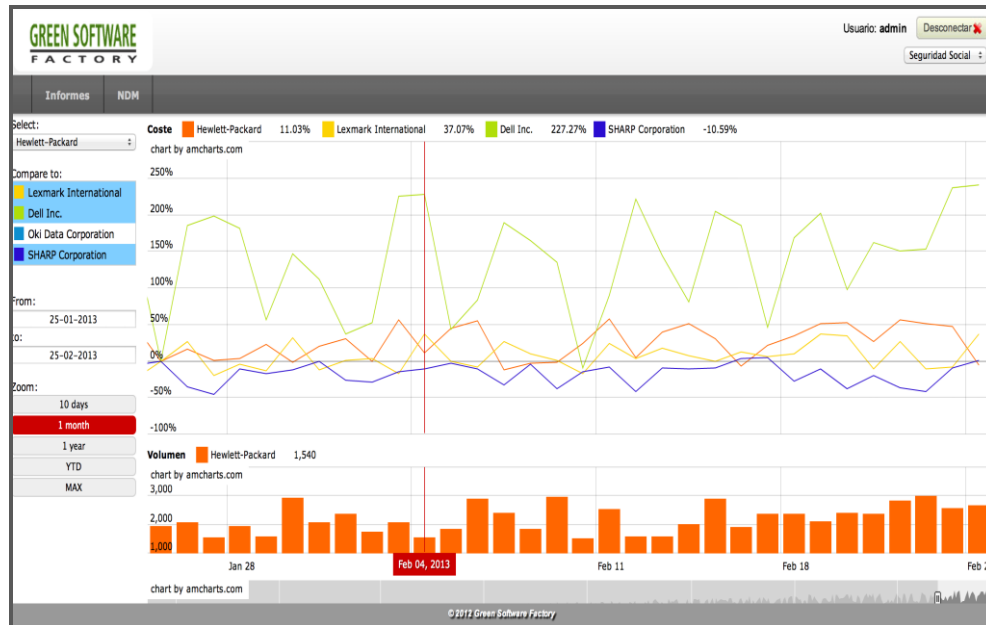 GREEN SOFTWARE
FACTORY
Usuario: admin
Desconectar
Seguridad Social
Informes
NDM
Select:
Hewlett-Packard
Compare to:
Lexmark International
Dell Inc.
Oki Data Corporation
SHARP Corporation
From:
25-01-2013
to:
25-02-2013
Zoom:
10 days
1 month
1 year
YTD
MAX
Coste Hewlett-Packard 11.03% Lexmark International 37.07% Dell Inc. 227.27% SHARP Corporation -10.59%
chart by amcharts.com
250%
200%
150%
100%
50%
0%
-50%
-100%
Volumen Hewlett-Packard 1,540
chart by amcharts.com
3,000
2,000
1,000
Jan 28
Feb 04, 2013
Feb 11
Feb 18
Feb 2
chart by amcharts.com
© 2012 Green Software Factory